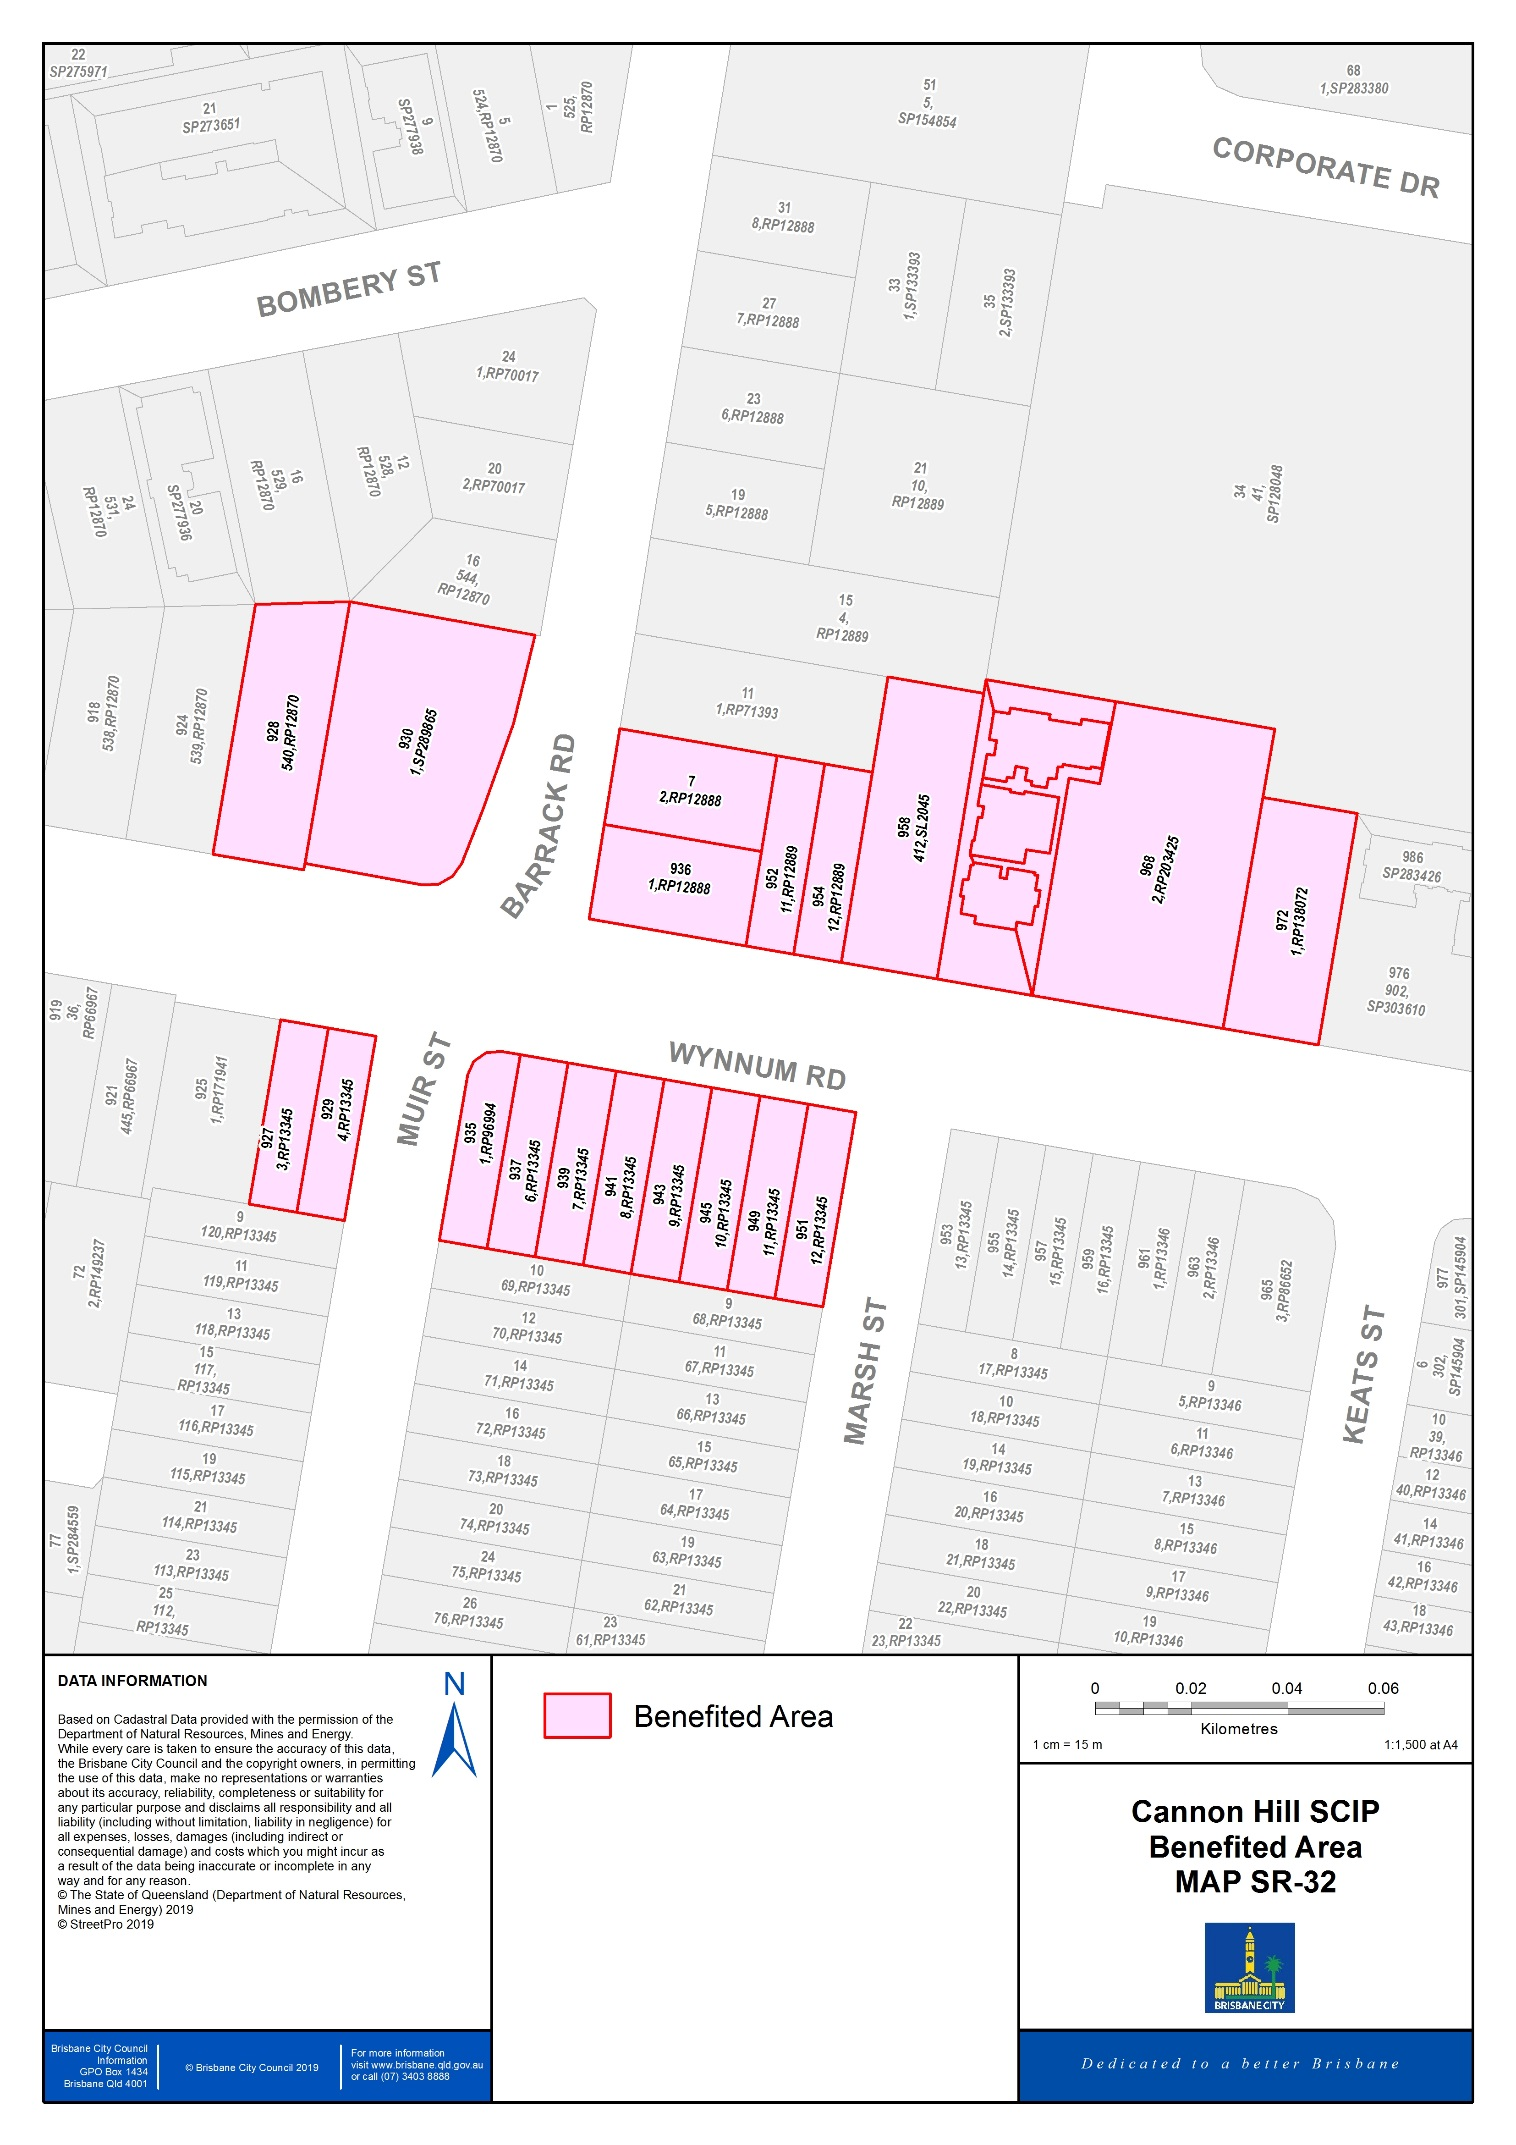 22
SP275971
21
SP273651
9
SP277938
5
524,RP12870
1
525,
RP12870
51
5,
SP154854
68
1,SP283380
CORPORATE DR
31
8,RP12888
33
1,SP133393
35
2,SP133393
BOMBERY ST
27
7,RP12888
24
1,RP70017
23
6,RP12888
12
528,
RP12870
16
529,
RP12870
20
2,RP70017
24
531,
RP12870
20
SP277936
19
5,RP12888
21
10,
RP12889
34
41,
SP128048
16
544,
RP12870
15
4,
RP12889
918
538,RP12870
924
539,RP12870
928
540,RP12870
930
1,SP289865
11
1,RP71393
BARRACK RD
7
2,RP12888
936
1,RP12888
952
11,RP12889
954
12,RP12889
958
412,SL2045
968
2,RP203425
972
1,RP138072
986
SP283426
976
902,
SP303610
919
36,
RP66967
921
445,RP66967
925
1,RP171941
927
3,RP13345
929
4,RP13345
MUIR ST
WYNNUM RD
935
1,RP96994
937
6,RP13345
939
7,RP13345
941
8,RP13345
943
9,RP13345
945
10,RP13345
949
11,RP13345
951
12,RP13345
953
13,RP13345
955
14,RP13345
957
15,RP13345
959
16,RP13345
961
1,RP13346
963
2,RP13346
965
3,RP86652
977
301,SP145904
6
302,
SP145904
72
2,RP149237
9
120,RP13345
11
119,RP13345
13
118,RP13345
15
117,
RP13345
17
116,RP13345
19
115,RP13345
21
114,RP13345
23
113,RP13345
25
112,
RP13345
77
1,SP284559
10
69,RP13345
12
70,RP13345
14
71,RP13345
16
72,RP13345
18
73,RP13345
20
74,RP13345
24
75,RP13345
26
76,RP13345
9
68,RP13345
11
67,RP13345
13
66,RP13345
15
65,RP13345
17
64,RP13345
19
63,RP13345
21
62,RP13345
23
61,RP13345
MARSH ST
8
17,RP13345
10
18,RP13345
14
19,RP13345
16
20,RP13345
18
21,RP13345
20
22,RP13345
22
23,RP13345
9
5,RP13346
11
6,RP13346
13
7,RP13346
15
8,RP13346
17
9,RP13346
19
10,RP13346
KEATS ST
10
39,
RP13346
12
40,RP13346
14
41,RP13346
16
42,RP13346
18
43,RP13346
DATA INFORMATION
Based on Cadastral Data provided with the permission of the
Department of Natural Resources, Mines and Energy.
While every care is taken to ensure the accuracy of this data,
the Brisbane City Council and the copyright owners, in permitting
the use of this data, make no representations or warranties
about its accuracy, reliability, completeness or suitability for
any particular purpose and disclaims all responsibility and all
liability (including without limitation, liability in negligence) for
all expenses, losses, damages (including indirect or
consequential damage) and costs which you might incur as
a result of the data being inaccurate or incomplete in any
way and for any reason.
© The State of Queensland (Department of Natural Resources,
Mines and Energy) 2019
© StreetPro 2019
N
Benefited Area
0 0.02 0.04 0.06
Kilometres
1 cm = 15 m
1:1,500 at A4
Cannon Hill SCIP
Benefited Area
MAP SR-32
BRISBANE CITY
Brisbane City Council
Information
GPO Box 1434
Brisbane Qld 4001
© Brisbane City Council 2019
For more information
visit www.brisbane.qld.gov.au
or call (07) 3403 8888
Dedicated to a better Brisbane